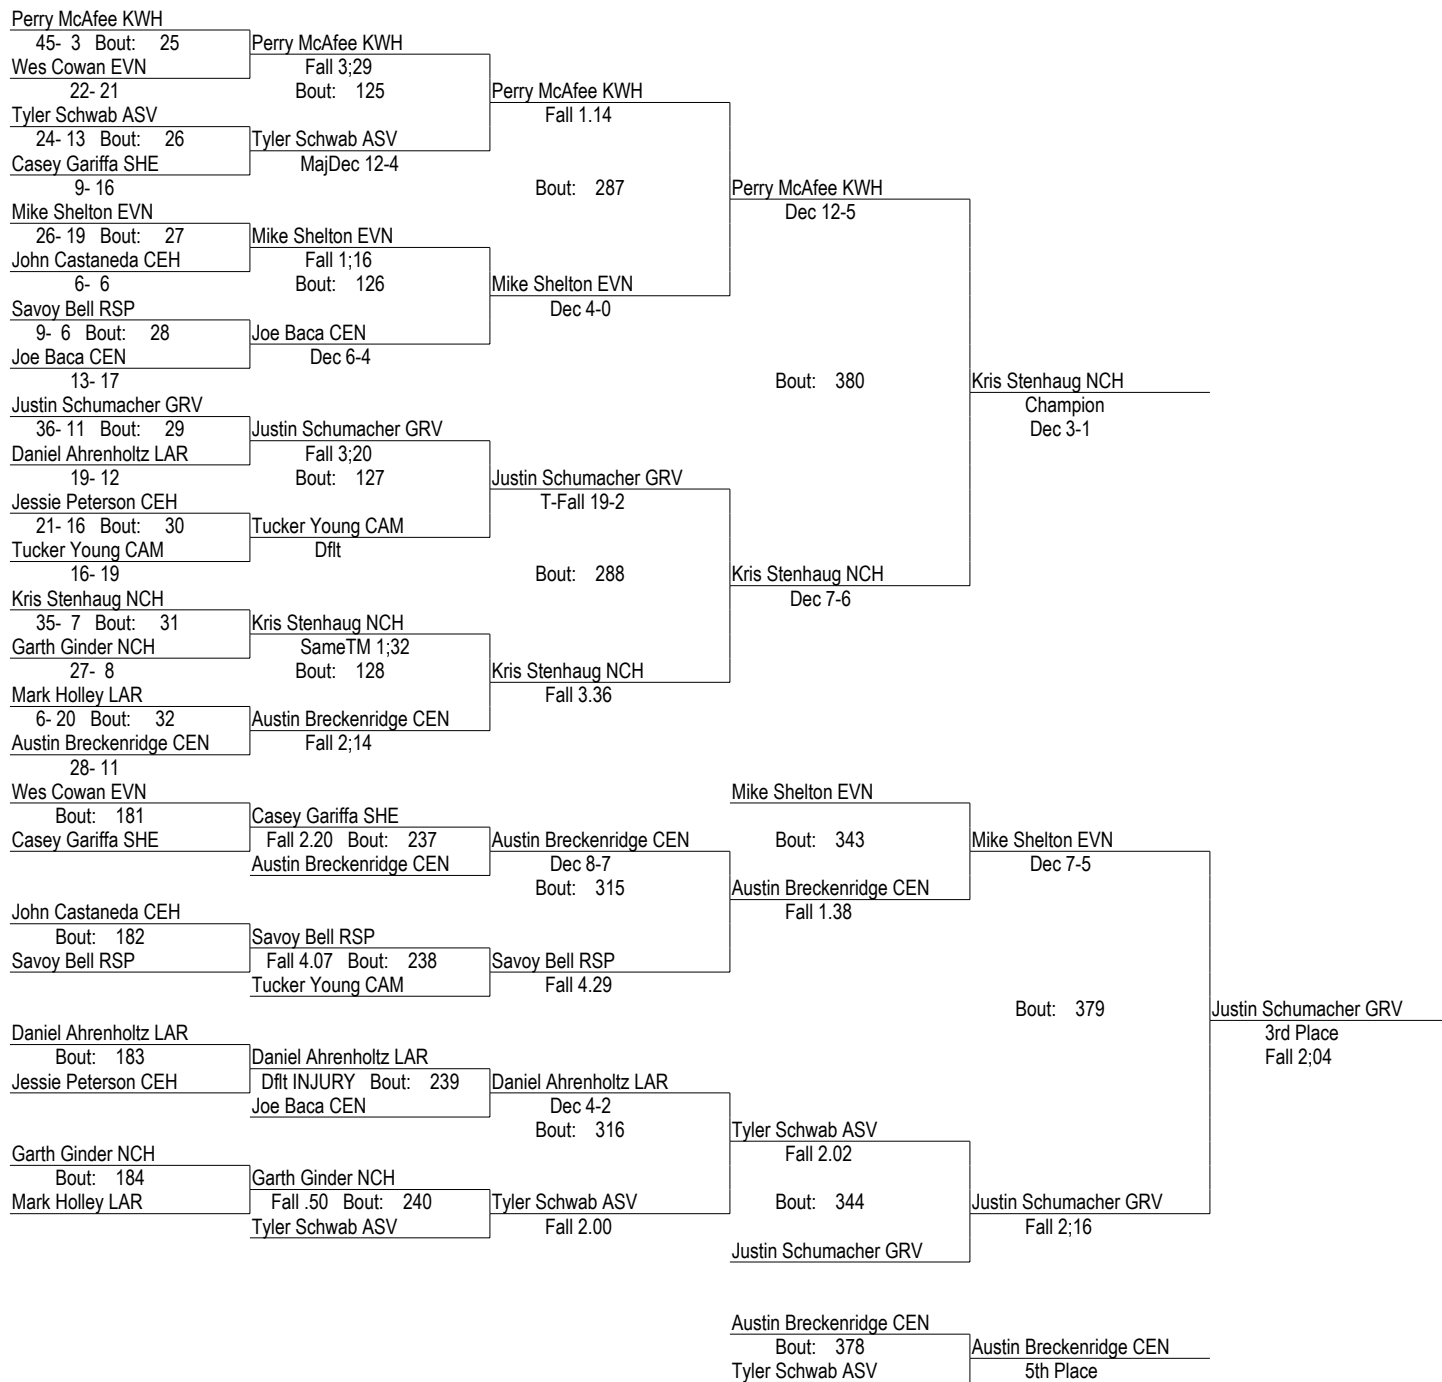 Perry McAfee KWH
45- 3 Bout: 25
Perry McAfee KWH
Wes Cowan EVN
Fall 3;29
22- 21
Bout: 125
Perry McAfee KWH
Tyler Schwab ASV
Fall 1.14
24- 13 Bout: 26
Tyler Schwab ASV
Casey Gariffa SHE
MajDec 12-4
9- 16
Bout: 287
Perry McAfee KWH
Mike Shelton EVN
Dec 12-5
26- 19 Bout: 27
Mike Shelton EVN
John Castaneda CEH
Fall 1;16
6- 6
Bout: 126
Mike Shelton EVN
Savoy Bell RSP
Dec 4-0
9- 6 Bout: 28
Joe Baca CEN
Joe Baca CEN
Dec 6-4
13- 17
Bout: 380
Kris Stenhaug NCH
Justin Schumacher GRV
Champion
36- 11 Bout: 29
Justin Schumacher GRV
Dec 3-1
Daniel Ahrenholtz LAR
Fall 3;20
19- 12
Bout: 127
Justin Schumacher GRV
Jessie Peterson CEH
T-Fall 19-2
21- 16 Bout: 30
Tucker Young CAM
Tucker Young CAM
Dflt
16- 19
Bout: 288
Kris Stenhaug NCH
Kris Stenhaug NCH
Dec 7-6
35- 7 Bout: 31
Kris Stenhaug NCH
Garth Ginder NCH
SameTM 1;32
27- 8
Bout: 128
Kris Stenhaug NCH
Mark Holley LAR
Fall 3.36
6- 20 Bout: 32
Austin Breckenridge CEN
Austin Breckenridge CEN
Fall 2;14
28- 11
Wes Cowan EVN
Mike Shelton EVN
Bout: 181
Casey Gariffa SHE
Casey Gariffa SHE
Fall 2.20 Bout: 237
Austin Breckenridge CEN
Bout: 343
Mike Shelton EVN
Austin Breckenridge CEN
Dec 8-7
Dec 7-5
Bout: 315
Austin Breckenridge CEN
John Castaneda CEH
Fall 1.38
Bout: 182
Savoy Bell RSP
Savoy Bell RSP
Fall 4.07 Bout: 238
Savoy Bell RSP
Tucker Young CAM
Fall 4.29
Bout: 379
Justin Schumacher GRV
Daniel Ahrenholtz LAR
3rd Place
Bout: 183
Daniel Ahrenholtz LAR
Fall 2;04
Jessie Peterson CEH
Dflt INJURY Bout: 239
Daniel Ahrenholtz LAR
Joe Baca CEN
Dec 4-2
Bout: 316
Tyler Schwab ASV
Garth Ginder NCH
Fall 2.02
Bout: 184
Garth Ginder NCH
Mark Holley LAR
Fall .50 Bout: 240
Tyler Schwab ASV
Bout: 344
Justin Schumacher GRV
Tyler Schwab ASV
Fall 2.00
Fall 2;16
Justin Schumacher GRV
Austin Breckenridge CEN
Bout: 378
Austin Breckenridge CEN
Tyler Schwab ASV
5th Place